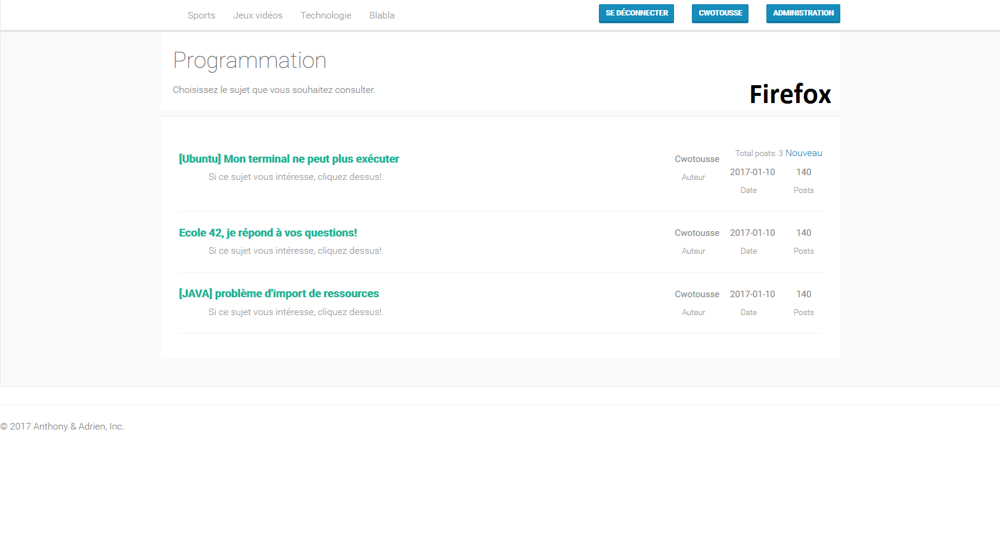 Sports Jeux vidéos Technologie Blabla SE DÉCONNECTER CWOTOUSSE ADMINISTRATION
Programmation
Choisissez le sujet que vous souhaitez consulter.
Firefox
Total posts: 3 Nouveau
[Ubuntu] Mon terminal ne peut plus exécuter Cwotousse 2017-01-10 140
Si ce sujet vous intéresse, cliquez dessus!. Auteur Date Posts
Ecole 42, je répond à vos questions! Cwotousse 2017-01-10 140
Si ce sujet vous intéresse, cliquez dessus!. Auteur Date Posts
[JAVA] problème d'import de ressources Cwotousse 2017-01-10 140
Si ce sujet vous intéresse, cliquez dessus!. Auteur Date Posts
© 2017 Anthony & Adrien, Inc.